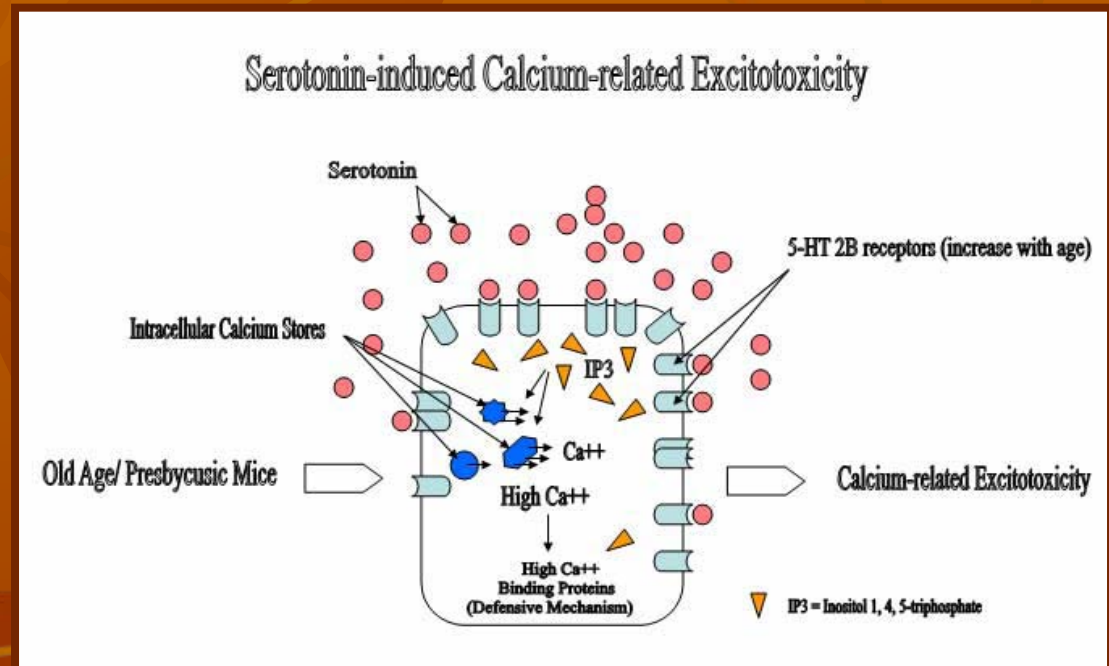 Serotonin-induced Calcium-related Excitotoxicity
Serotonin
5-HT 2B receptors (increase with age)
Intracellular Calcium Stores
IP3
Ca++
Old Age/ Presbycusic Mice
High Ca++
Calcium-related Excitotoxicity
High Ca++
Binding Proteins
(Defensive Mechanism)
IP3 = Inositol 1, 4, 5-triphosphate